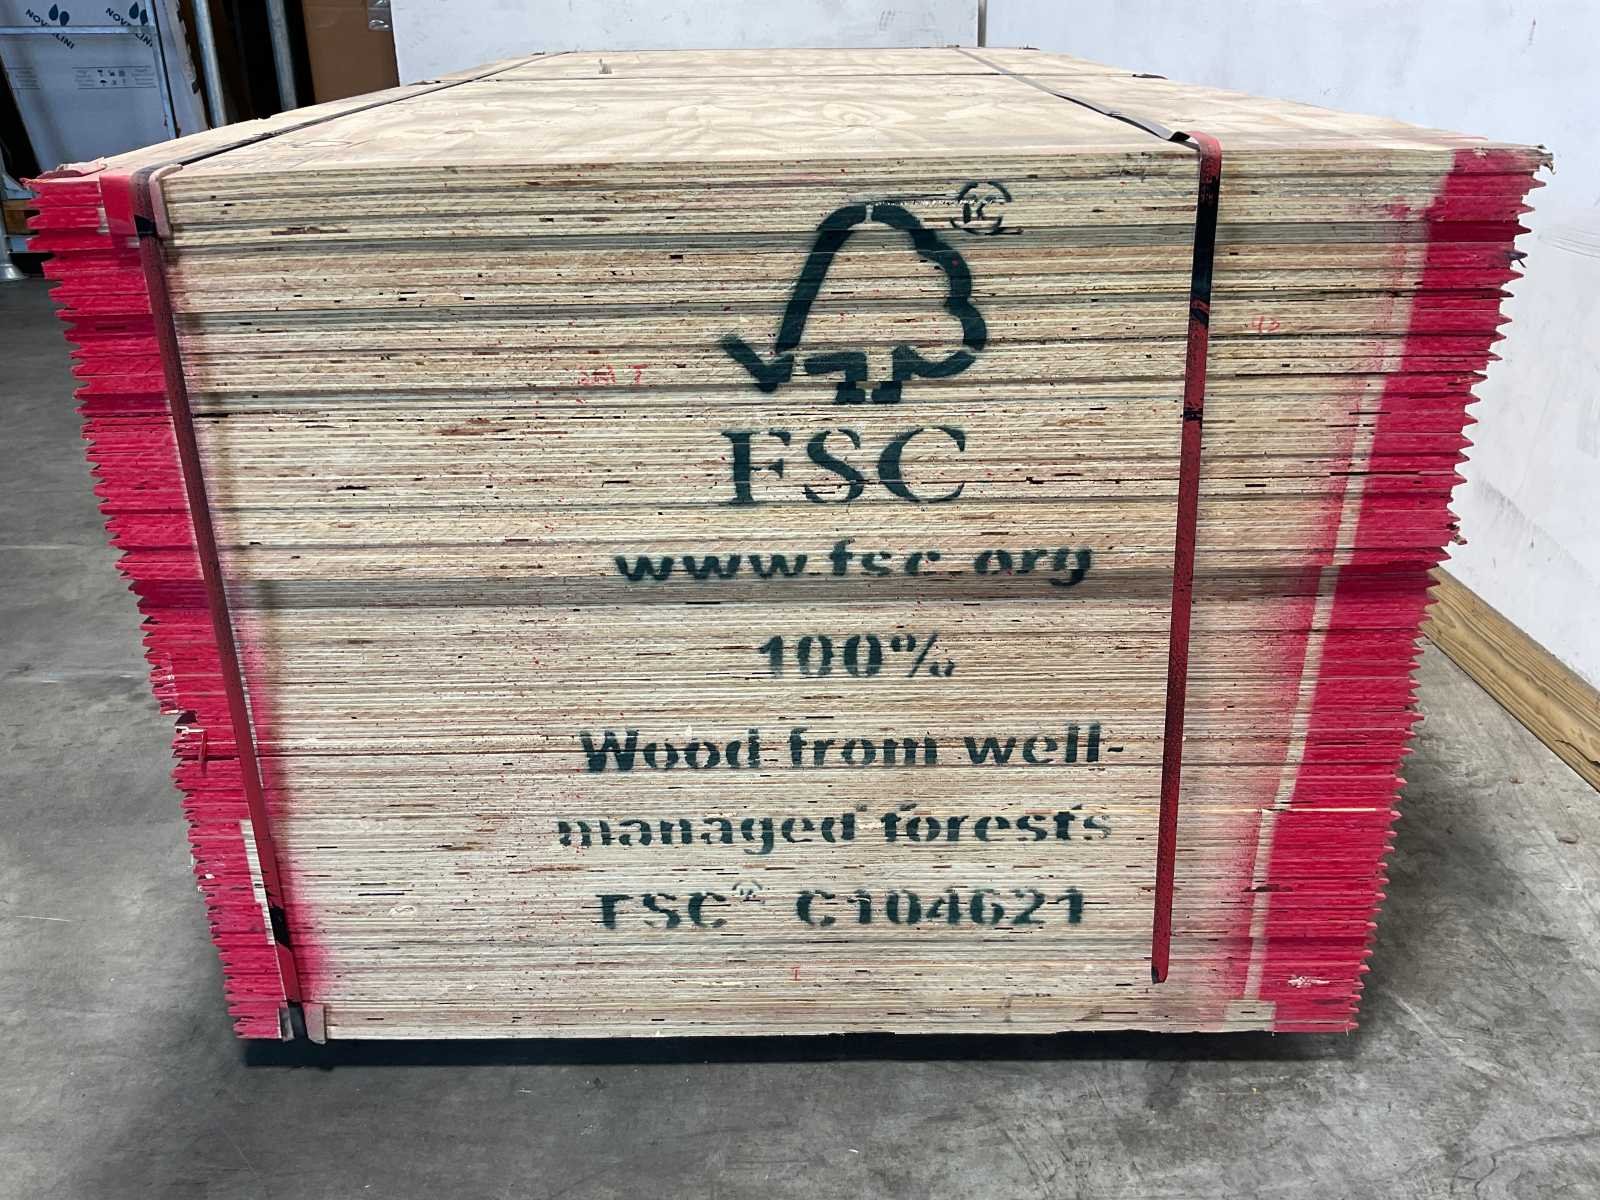 FSC
www.fsc.org
100%
Wood from well-
managed forests
FSC® C104621